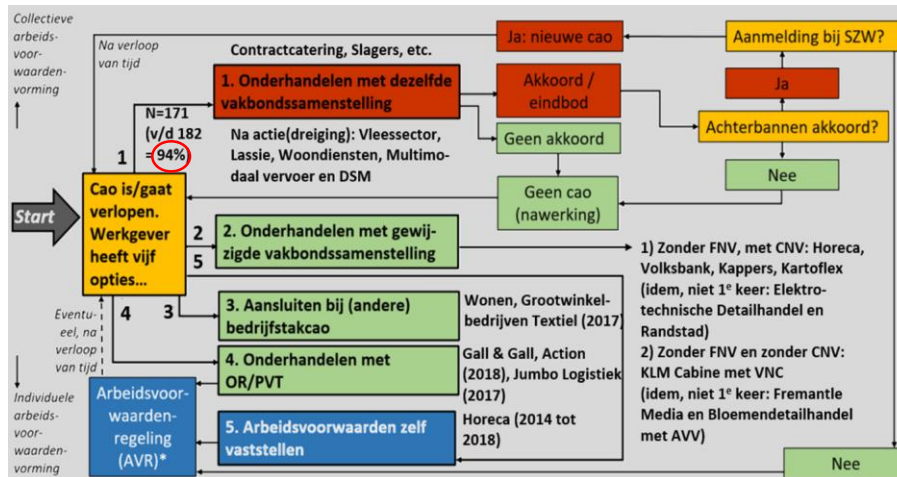 Collectieve
arbeids-
voor-
waarden-
vorming
Na verloop
van tijd
Contractcatering, Slagers, etc.
1. Onderhandelen met dezelfde
vakbondssamenstelling
N=171
(v/d 182
= 94%)
1
Na actie(dreiging): Vleessector,
Lassie, Woondiensten, Multimo-
daal vervoer en DSM
Ja: nieuwe cao
Aanmelding bij SZW?
Akkoord /
eindbod
Ja
Geen akkoord
Achterbannen akkoord?
Geen cao
(nawerking)
Nee
Start
Cao is/gaat
verlopen.
Werkgever
heeft vijf
opties...
2
5
2. Onderhandelen met gewij-
zigde vakbondssamenstelling
1) Zonder FNV, met CNV: Horeca,
Volksbank, Kappers, Kartoflex
(idem, niet 1e keer: Elektro-
technische Detailhandel en
Randstad)
2) Zonder FNV en zonder CNV:
KLM Cabine met VNC
(idem, niet 1e keer: Fremantle
Media en Bloemendetailhandel
met AVV)
4
3
3. Aansluiten bij (andere)
bedrijfstakcao
Wonen, Grootwinkel-
bedrijven Textiel (2017)
Eventu-
eel, na
verloop
van tijd
4. Onderhandelen met
OR/PVT
Gall & Gall, Action
(2018), Jumbo Logistiek
(2017)
Individuele
arbeids-
voor-
waarden-
vorming
Arbeidsvoor-
waarden-
regeling
(AVR)*
5. Arbeidsvoorwaarden zelf
vaststellen
Horeca (2014 tot
2018)
Nee